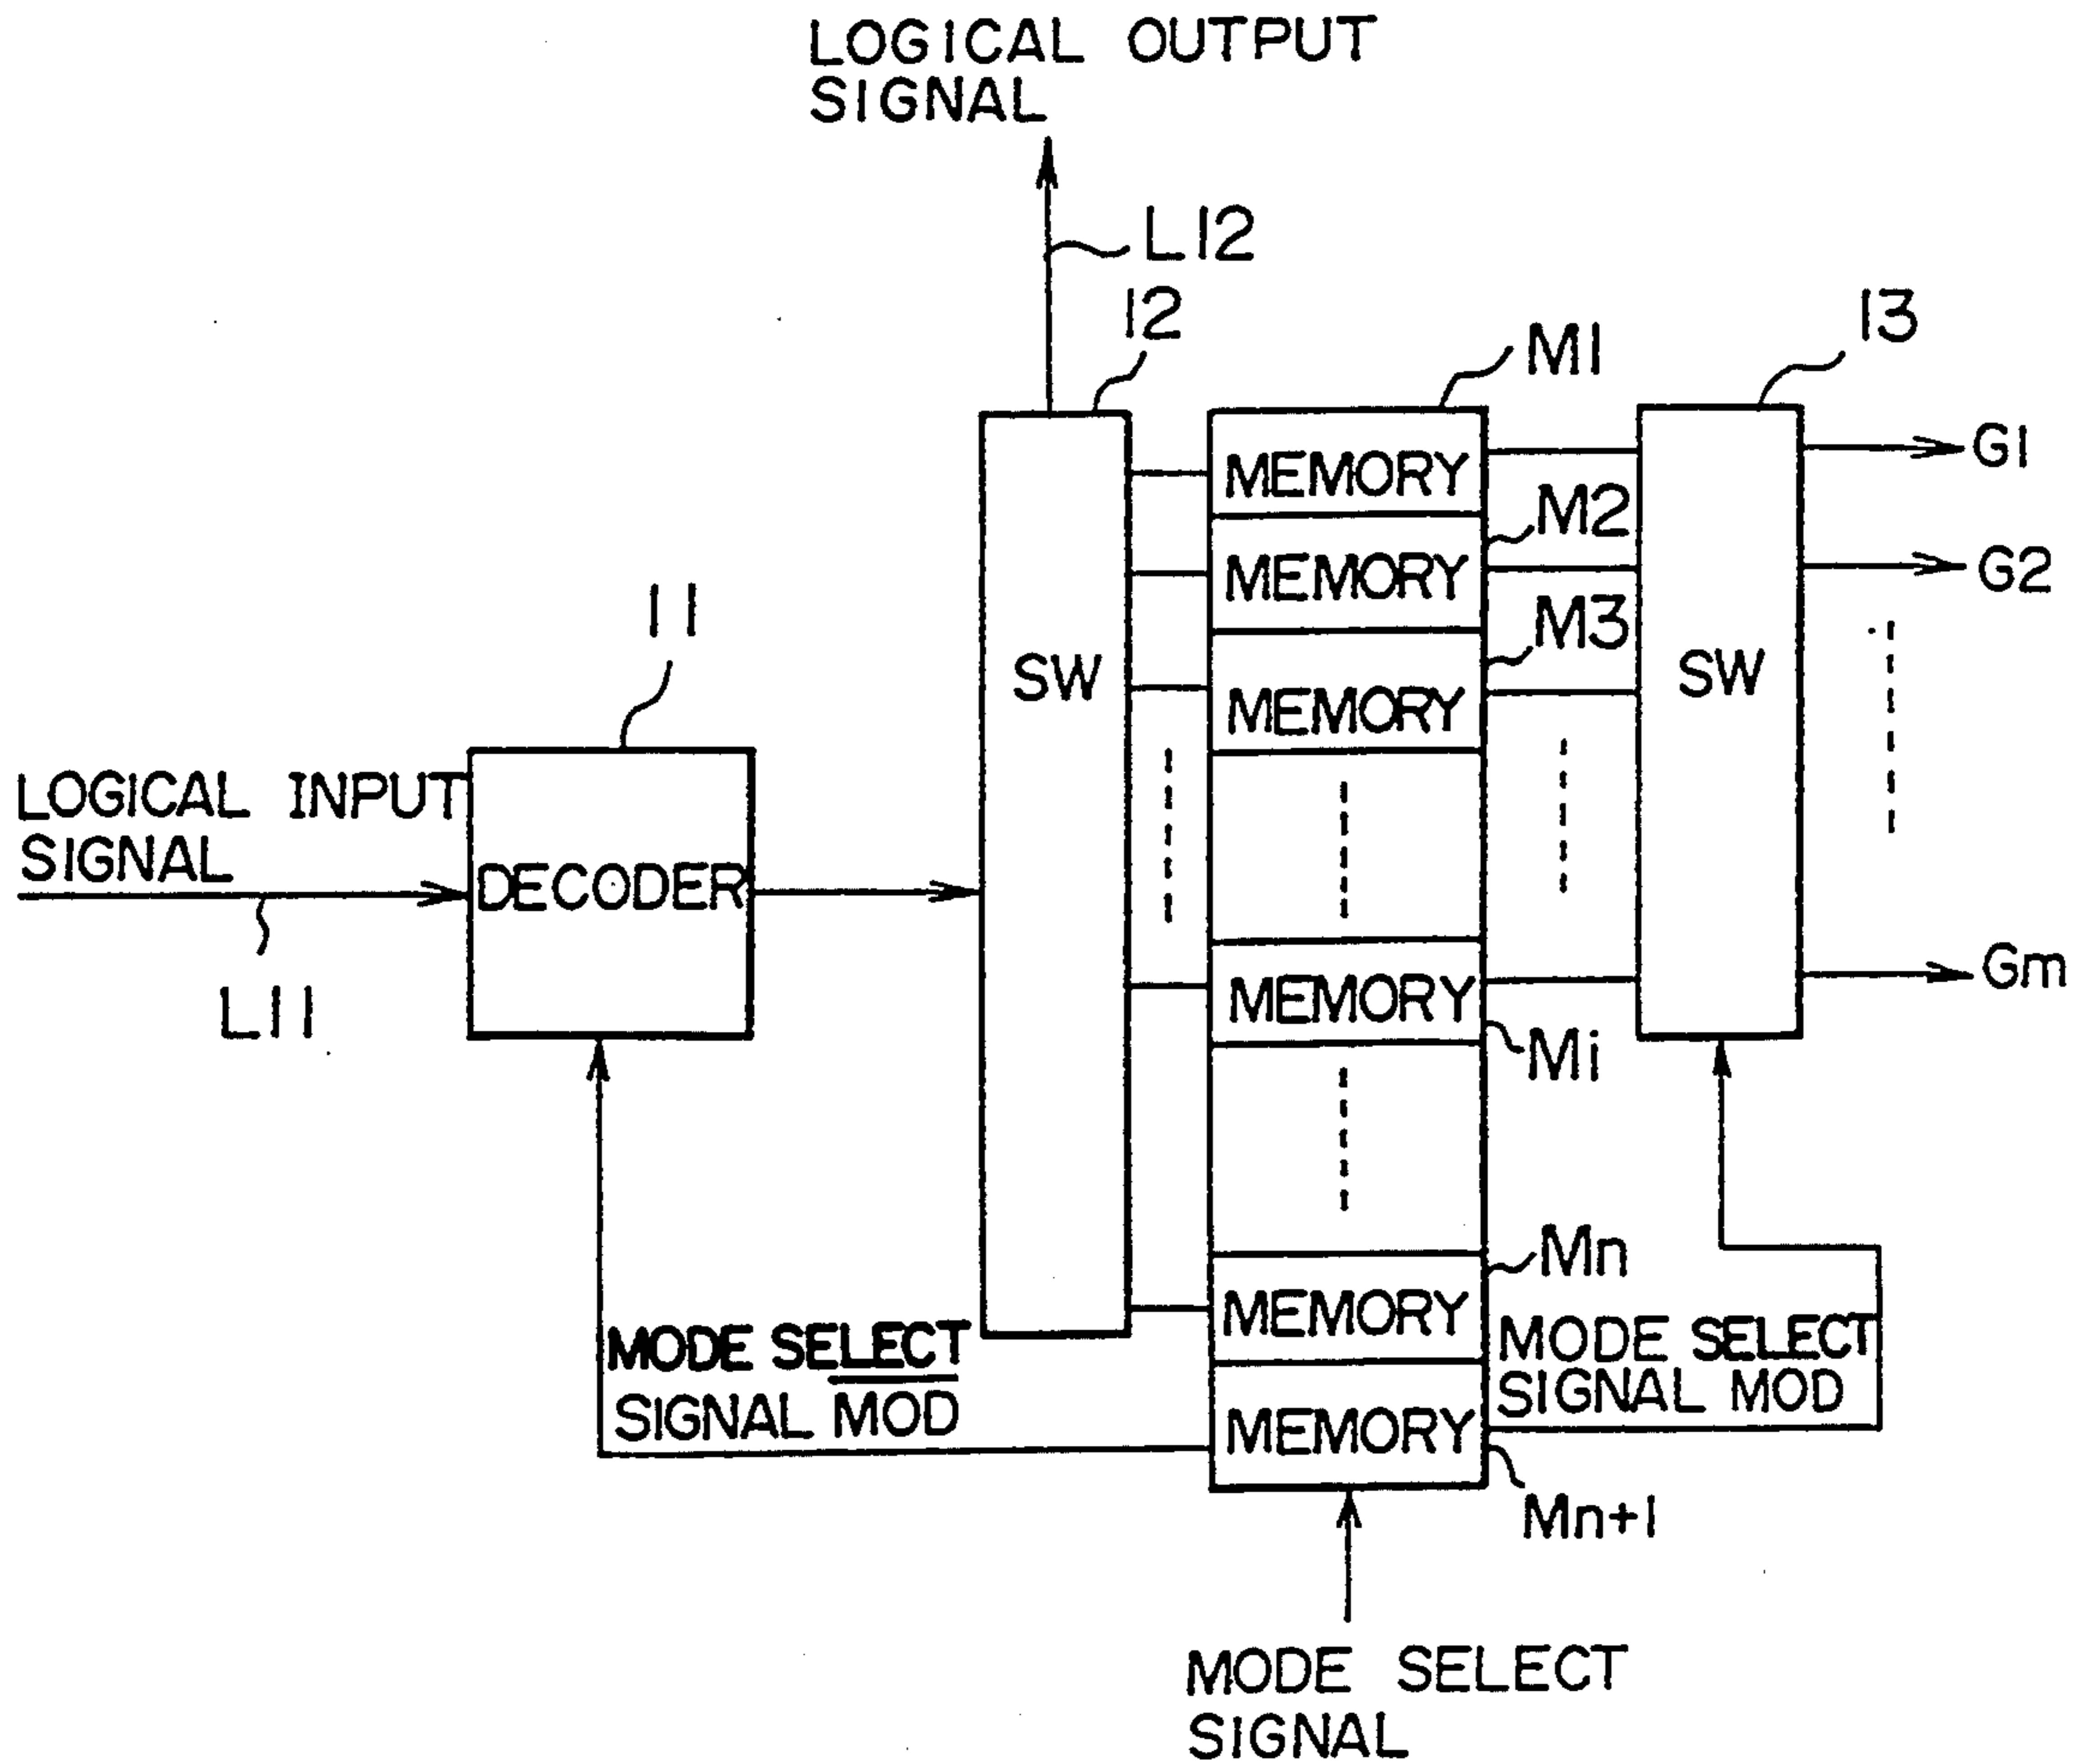 LOGICAL OUTPUT
SIGNAL
L12
12
M1
13
MEMORY
G1
M2
MEMORY
G2
11
M3
SW
SW
MEMORY
LOGICAL INPUT
SIGNAL
DECODER
L11
MEMORY
Gm
Mi
Mn
MEMORY
MODE SELECT
SIGNAL M̅O̅D̅
MODE SELECT
SIGNAL MOD
MEMORY
Mn+1
MODE SELECT
SIGNAL